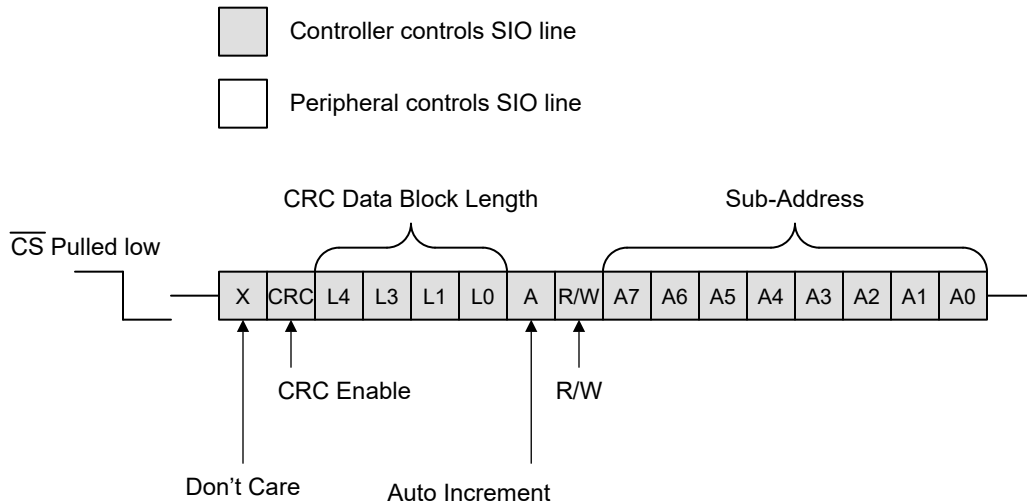 Controller controls SIO line
Peripheral controls SIO line
CRC Data Block Length
Sub-Address
CS Pulled low
X CRC L4 L3 L1 L0 A R/W A7 A6 A5 A4 A3 A2 A1 A0
CRC Enable
R/W
Don't Care
Auto Increment